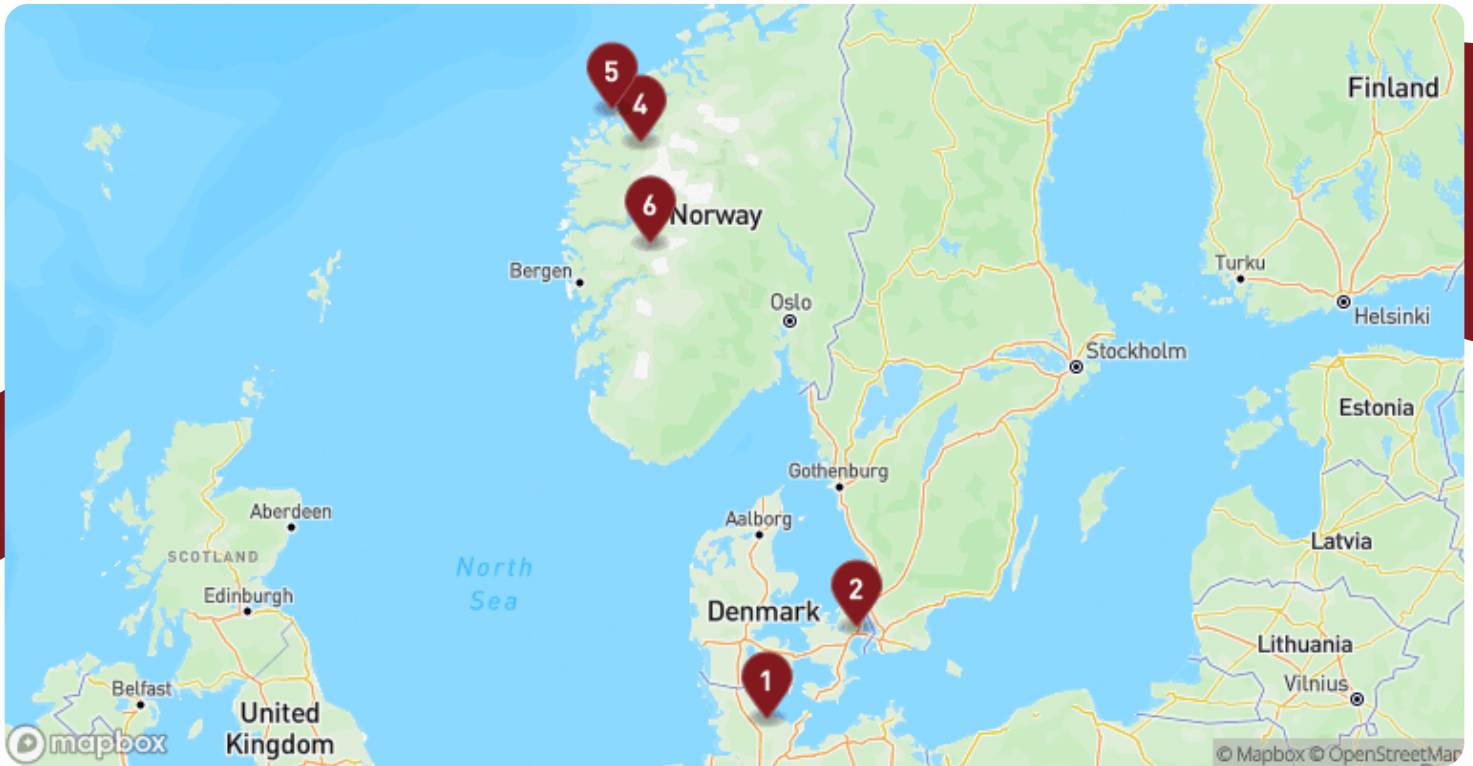 Finland
5
4
6
Norway
Bergen
Turku
Oslo
Helsinki
Stockholm
Estonia
Gothenburg
Aberdeen
Aalborg
SCOTLAND
Latvia
North
Sea
Edinburgh
2
Denmark
Lithuania
1
Vilnius
Belfast
United
Kingdom
mapbox
© Mapbox © OpenStreetMap